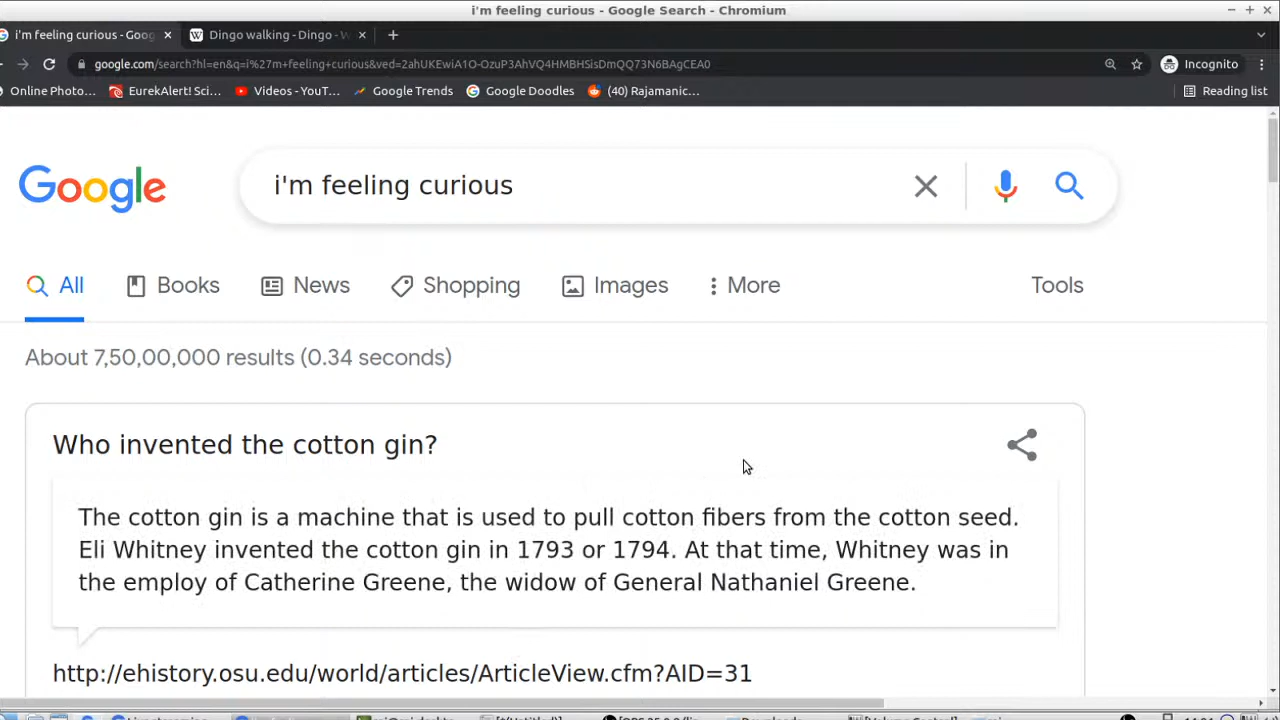 i'm feeling curious - Google Search - Chromium
i'm feeling curious - Goog
Dingo walking - Dingo - W
google.com/search?hl=en&q=i%27m+feeling+curious&ved=2ahUKEwiA1O-OzuP3AhVQ4HMBHSisDmQQ73N6BAgCEA0
Incognito
Online Photo...
EurekAlert! Sci...
Videos - YouT...
Google Trends
Google Doodles
(40) Rajamanic...
Reading list
Google
i'm feeling curious
All
Books
News
Shopping
Images
More
Tools
About 7,50,00,000 results (0.34 seconds)
Who invented the cotton gin?
The cotton gin is a machine that is used to pull cotton fibers from the cotton seed.
Eli Whitney invented the cotton gin in 1793 or 1794. At that time, Whitney was in
the employ of Catherine Greene, the widow of General Nathaniel Greene.
http://ehistory.osu.edu/world/articles/ArticleView.cfm?AID=31